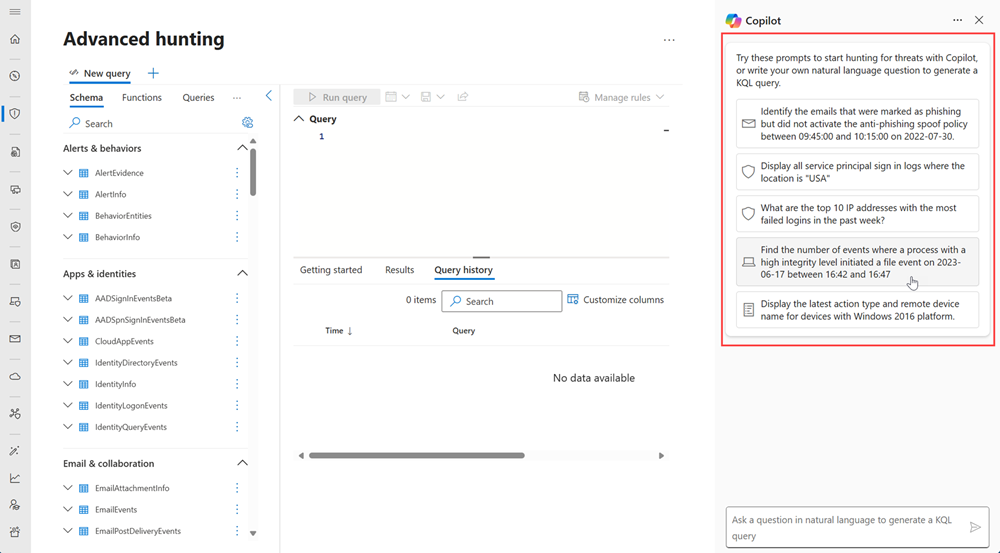 Advanced hunting
New query
Schema
Functions
Queries
Search
Alerts & behaviors
AlertEvidence
AlertInfo
BehaviorEntities
BehaviorInfo
Apps & identities
AADSignInEventsBeta
AADSpnSignInEventsBeta
CloudAppEvents
IdentityDirectoryEvents
IdentityInfo
IdentityLogonEvents
IdentityQueryEvents
Email & collaboration
EmailAttachmentInfo
EmailEvents
EmailPostDeliveryEvents
Run query
Manage rules
Query
1
Getting started
Results
Query history
0 items
Search
Customize columns
Time ↓
Query
No data available
Copilot
Try these prompts to start hunting for threats with Copilot,
or write your own natural language question to generate a
KQL query.
Identify the emails that were marked as phishing
but did not activate the anti-phishing spoof policy
between 09:45:00 and 10:15:00 on 2022-07-30.
Display all service principal sign in logs where the
location is "USA"
What are the top 10 IP addresses with the most
failed logins in the past week?
Find the number of events where a process with a
high integrity level initiated a file event on 2023-
06-17 between 16:42 and 16:47
Display the latest action type and remote device
name for devices with Windows 2016 platform.
Ask a question in natural language to generate a KQL
query